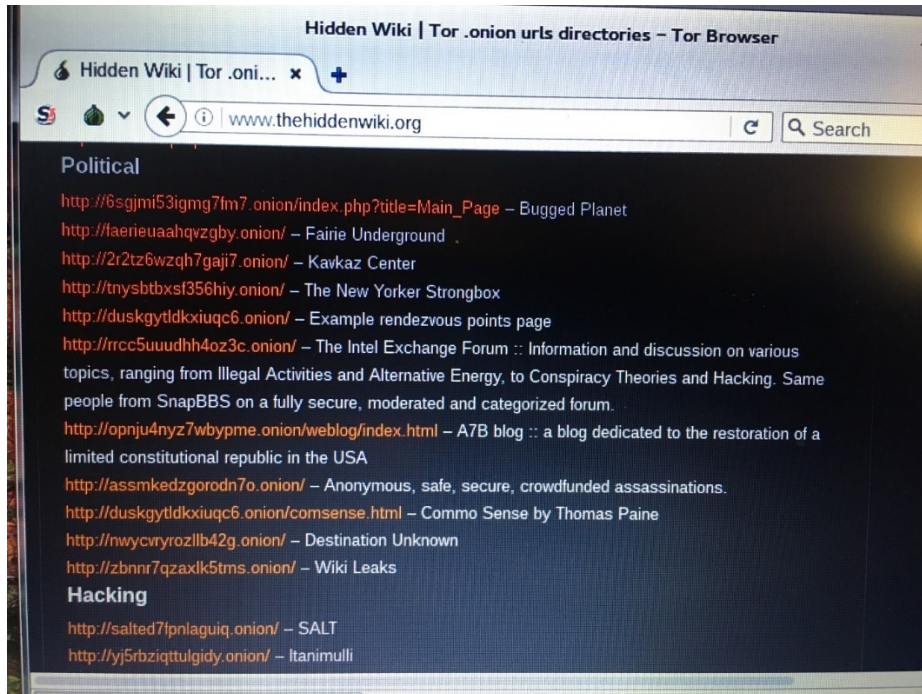 Hidden Wiki | Tor .onion urls directories – Tor Browser
Hidden Wiki | Tor .oni...
www.thehiddenwiki.org
Search
Political
http://6sgjmi53igmg7fm7.onion/index.php?title=Main_Page – Bugged Planet
http://faerieuaahqvzgby.onion/ – Fairie Underground
http://2r2tz6wzqh7gaji7.onion/ – Kavkaz Center
http://tnysbtbxsf356hiy.onion/ – The New Yorker Strongbox
http://duskgytldkxiuqc6.onion/ – Example rendezvous points page
http://rrcc5uuudhh4oz3c.onion/ – The Intel Exchange Forum :: Information and discussion on various
topics, ranging from Illegal Activities and Alternative Energy, to Conspiracy Theories and Hacking. Same
people from SnapBBS on a fully secure, moderated and categorized forum.
http://opnju4nyz7wbypme.onion/weblog/index.html – A7B blog :: a blog dedicated to the restoration of a
limited constitutional republic in the USA
http://assmkedzgorodn7o.onion/ – Anonymous, safe, secure, crowdfunded assassinations.
http://duskgytldkxiuqc6.onion/comsense.html – Commo Sense by Thomas Paine
http://nwycvryrozllb42g.onion/ – Destination Unknown
http://zbnnr7qzaxlk5tms.onion/ – Wiki Leaks
Hacking
http://salted7fpnlaguiq.onion/ – SALT
http://yj5rbziqttulgidy.onion/ – Itanimulli